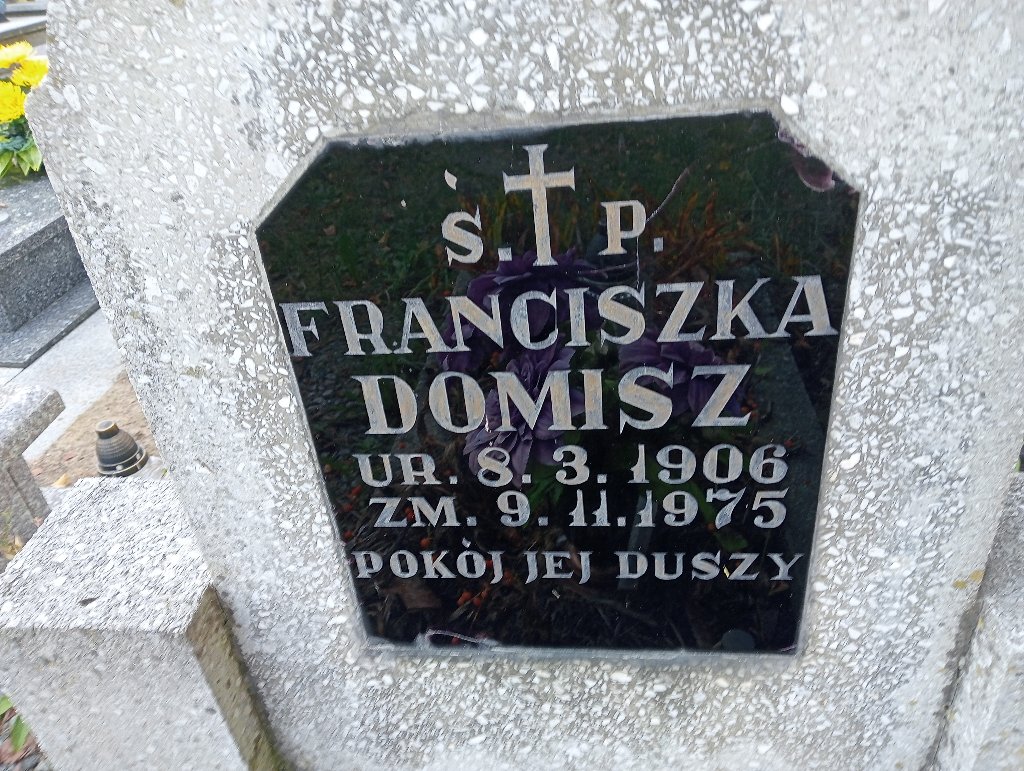 Ś. P.
FRANCISZKA
DOMISZ
UR. 8. 3. 1906
ZM. 9. 11. 1975
POKÓJ JEJ DUSZY